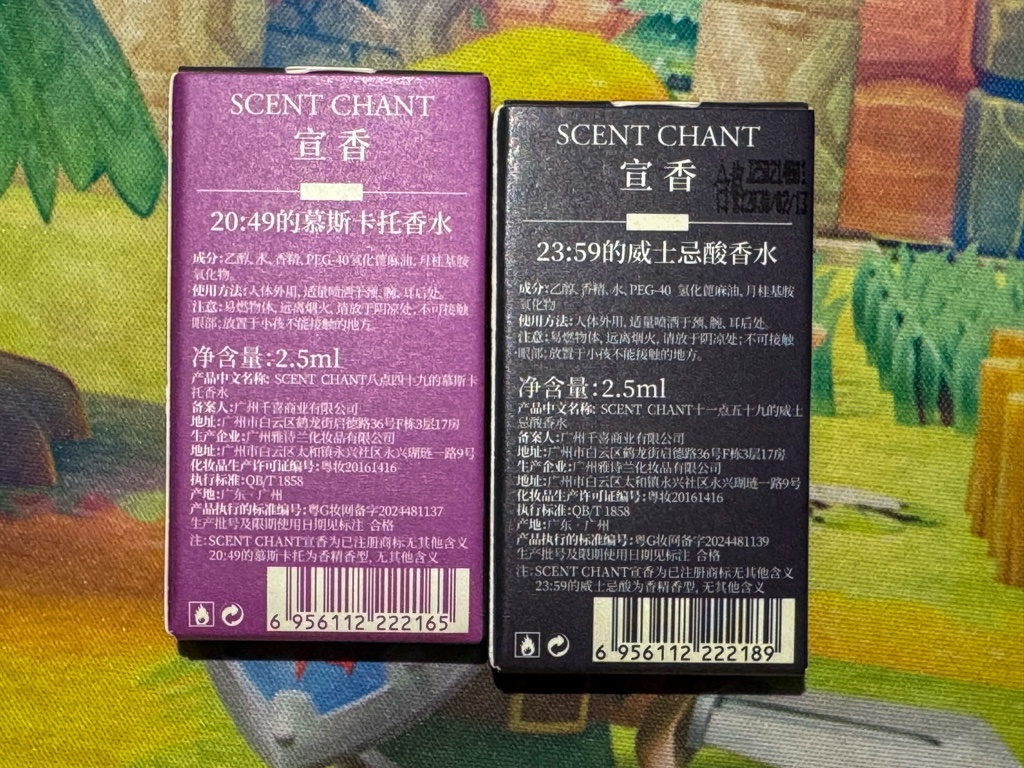 SCENT CHANT
宣香
20:49的慕斯卡托香水
成分:乙醇、水、香精、PEG-40氢化蓖麻油、月桂基胺
氧化物
使用方法:人体外用, 适量喷洒于颈、腕、耳后处。
注意:易燃物体, 远离烟火, 请放于阴凉处;不可接触
眼部;放置于小孩不能接触的地方。
净含量:2.5ml
产品中文名称: SCENT CHANT八点四十九的慕斯卡
托香水
备案人:广州千喜商业有限公司
地址:广州市白云区鹤龙街启德路36号F栋3层17房
生产企业:广州雅诗兰化妆品有限公司
地址:广州市白云区太和镇永兴社区永兴瑚琏一路9号
化妆品生产许可证编号:粤妆20161416
执行标准:QB/T 1858
产地:广东·广州
产品执行的标准编号:粤G妆网备字2024481137
生产批号及限期使用日期见标注 合格
注:SCENT CHANT宣香为已注册商标无其他含义
20:49的慕斯卡托为香精香型, 无其他含义
6 956112 222165
SCENT CHANT
宣香
23:59的威士忌酸香水
成分:乙醇、香精、水、PEG-40 氢化蓖麻油、月桂基胺
氧化物
使用方法:人体外用, 适量喷洒于颈、腕、耳后处。
注意:易燃物体, 远离烟火, 请放于阴凉处;不可接触
眼部;放置于小孩不能接触的地方。
净含量:2.5ml
产品中文名称: SCENT CHANT十一点五十九的威士
忌酸香水
备案人:广州千喜商业有限公司
地址:广州市白云区鹤龙街启德路36号F栋3层17房
生产企业:广州雅诗兰化妆品有限公司
地址:广州市白云区太和镇永兴社区永兴瑚琏一路9号
化妆品生产许可证编号:粤妆20161416
执行标准:QB/T 1858
产地:广东·广州
产品执行的标准编号:粤G妆网备字2024481139
生产批号及限期使用日期见标注 合格
注:SCENT CHANT宣香为已注册商标无其他含义
23:59的威士忌酸为香精香型, 无其他含义
6 956112 222189